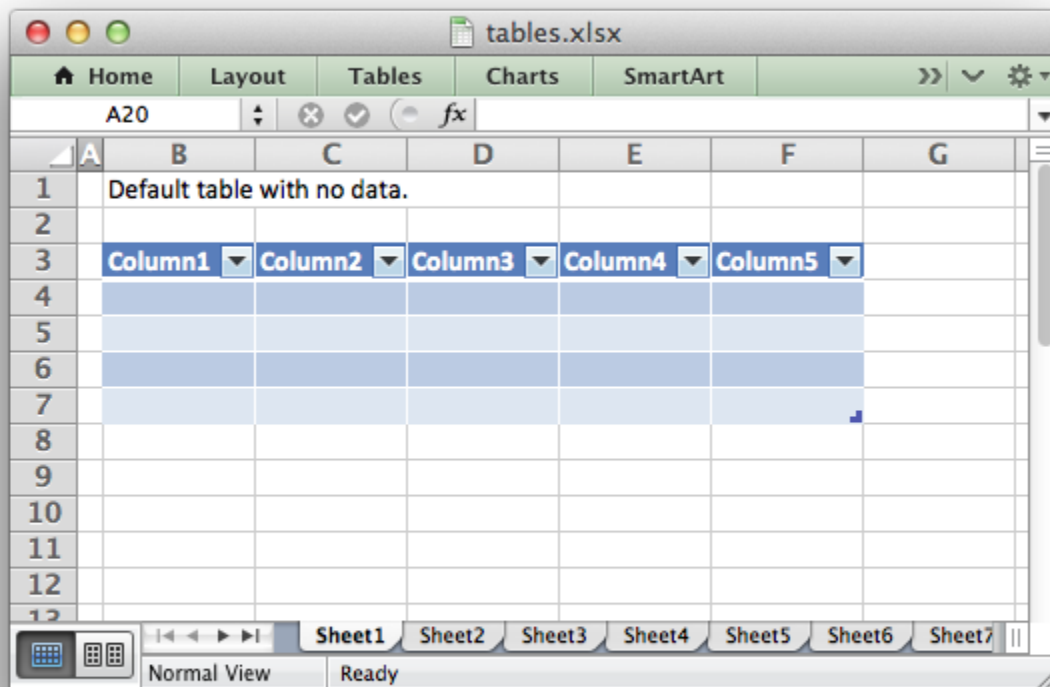 tables.xlsx
Home Layout Tables Charts SmartArt
A20 fx
A B C D E F G
1 Default table with no data.
2
3 Column1 Column2 Column3 Column4 Column5
4
5
6
7
8
9
10
11
12
13
Sheet1 Sheet2 Sheet3 Sheet4 Sheet5 Sheet6 Sheet7
Normal View Ready